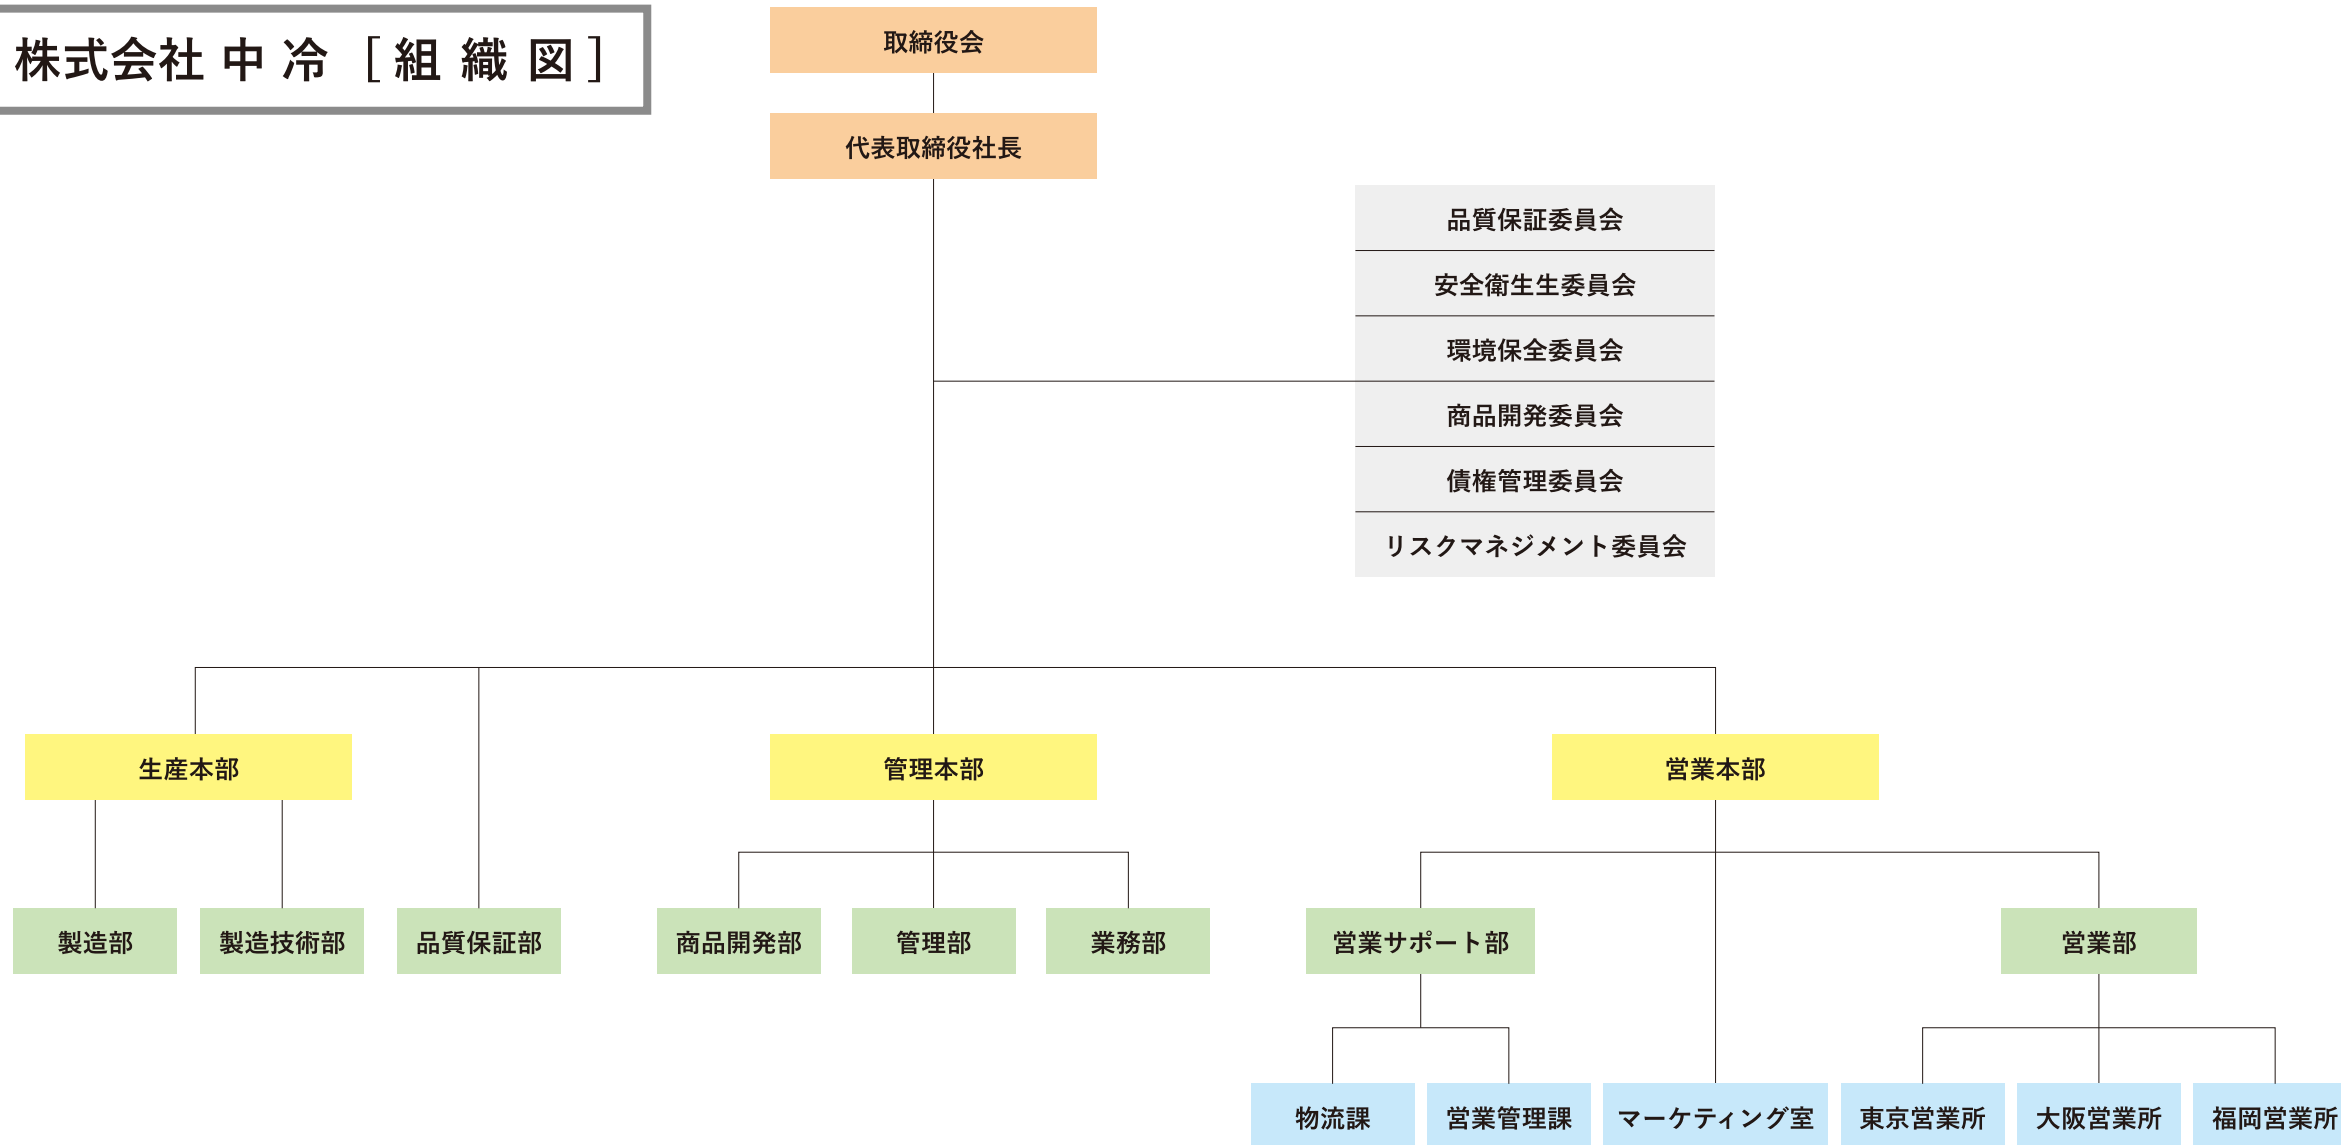 株式会社 中 冷 [ 組 織 図 ]
取締役会
代表取締役社長
品質保証委員会
安全衛生生委員会
環境保全委員会
商品開発委員会
債権管理委員会
リスクマネジメント委員会
生産本部
管理本部
営業本部
製造部
製造技術部
品質保証部
商品開発部
管理部
業務部
営業サポート部
営業部
物流課
営業管理課
マーケティング室
東京営業所
大阪営業所
福岡営業所